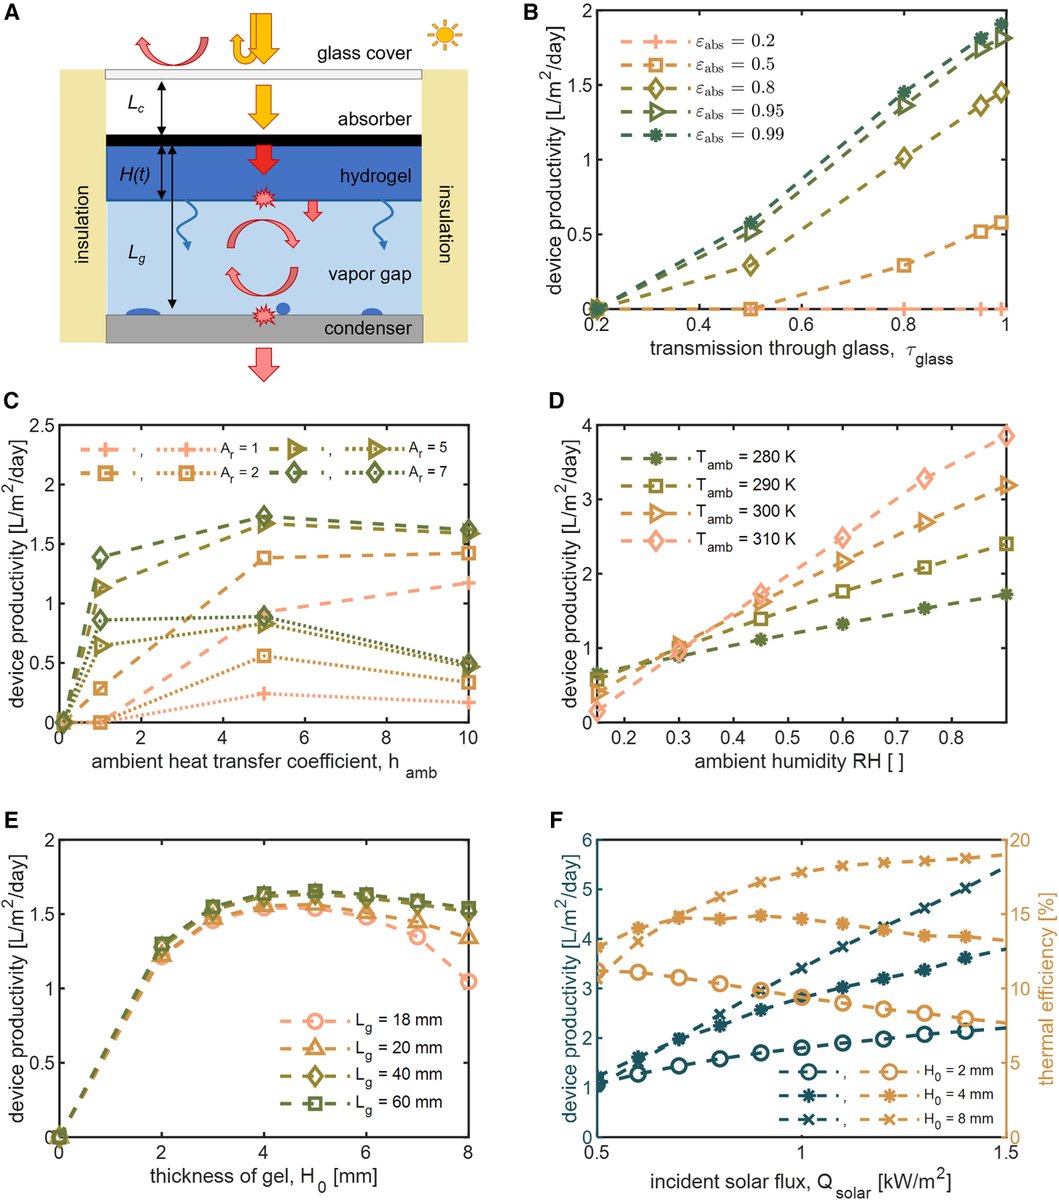 A
glass cover
L_c
absorber
H(t)
hydrogel
insulation
insulation
L_g
vapor gap
condenser
B
device productivity [L/m²/day]
2
1.5
1
0.5
0
ε_abs = 0.2
ε_abs = 0.5
ε_abs = 0.8
ε_abs = 0.95
ε_abs = 0.99
0.2 0.4 0.6 0.8 1
transmission through glass, τ_glass
C
device productivity [L/m²/day]
2.5
2
1.5
1
0.5
0
, A_r = 1 , A_r = 5
, A_r = 2 , A_r = 7
0 2 4 6 8 10
ambient heat transfer coefficient, h_amb
D
device productivity [L/m²/day]
4
3
2
1
0
T_amb = 280 K
T_amb = 290 K
T_amb = 300 K
T_amb = 310 K
0.2 0.3 0.4 0.5 0.6 0.7 0.8
ambient humidity RH [ ]
E
device productivity [L/m²/day]
2
1.5
1
0.5
0
L_g = 18 mm
L_g = 20 mm
L_g = 40 mm
L_g = 60 mm
0 2 4 6 8
thickness of gel, H_0 [mm]
F
device productivity [L/m²/day]
6
5
4
3
2
1
0
20
15
10
5
0
thermal efficiency [%]
, H_0 = 2 mm
, H_0 = 4 mm
, H_0 = 8 mm
0.5 1 1.5
incident solar flux, Q_solar [kW/m²]